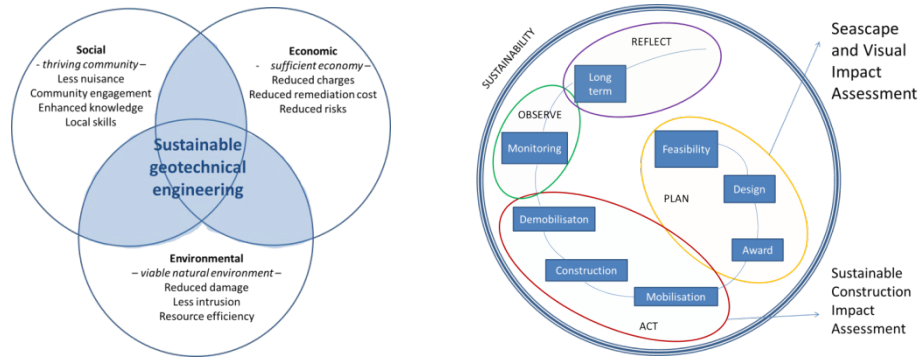 Social
- thriving community –
Less nuisance
Community engagement
Enhanced knowledge
Local skills
Economic
- sufficient economy –
Reduced charges
Reduced remediation cost
Reduced risks
Sustainable
geotechnical
engineering
Environmental
– viable natural environment –
Reduced damage
Less intrusion
Resource efficiency
SUSTAINABILITY
REFLECT
Long
term
OBSERVE
Monitoring
Feasibility
Design
PLAN
Award
Demobilisaton
Construction
Mobilisation
ACT
Seascape
and Visual
Impact
Assessment
Sustainable
Construction
Impact
Assessment